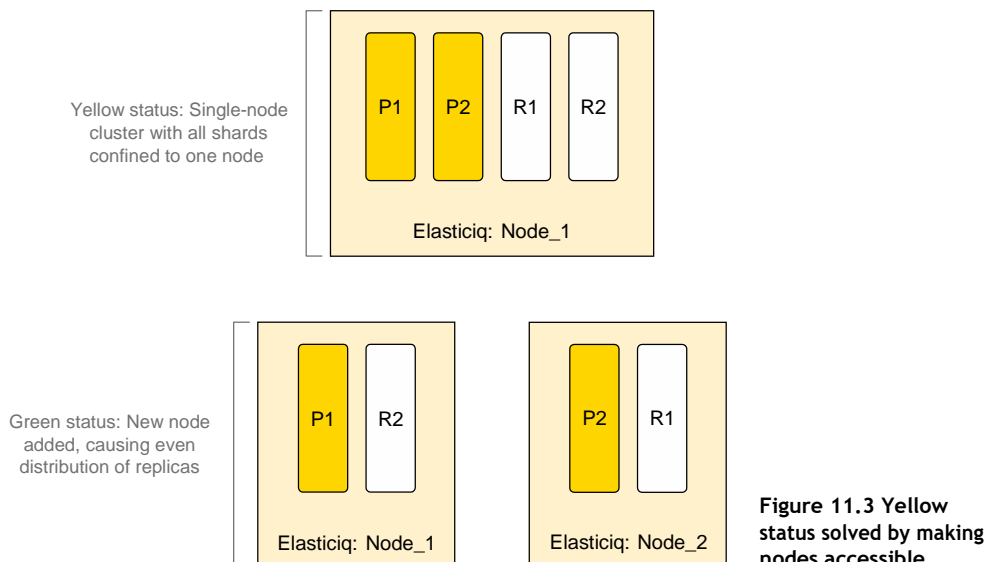 Yellow status: Single-node
cluster with all shards
confined to one node
P1 P2 R1 R2
Elasticiq: Node_1
Green status: New node
added, causing even
distribution of replicas
P1 R2
Elasticiq: Node_1
P2 R1
Elasticiq: Node_2
Figure 11.3 Yellow
status solved by making
nodes accessible